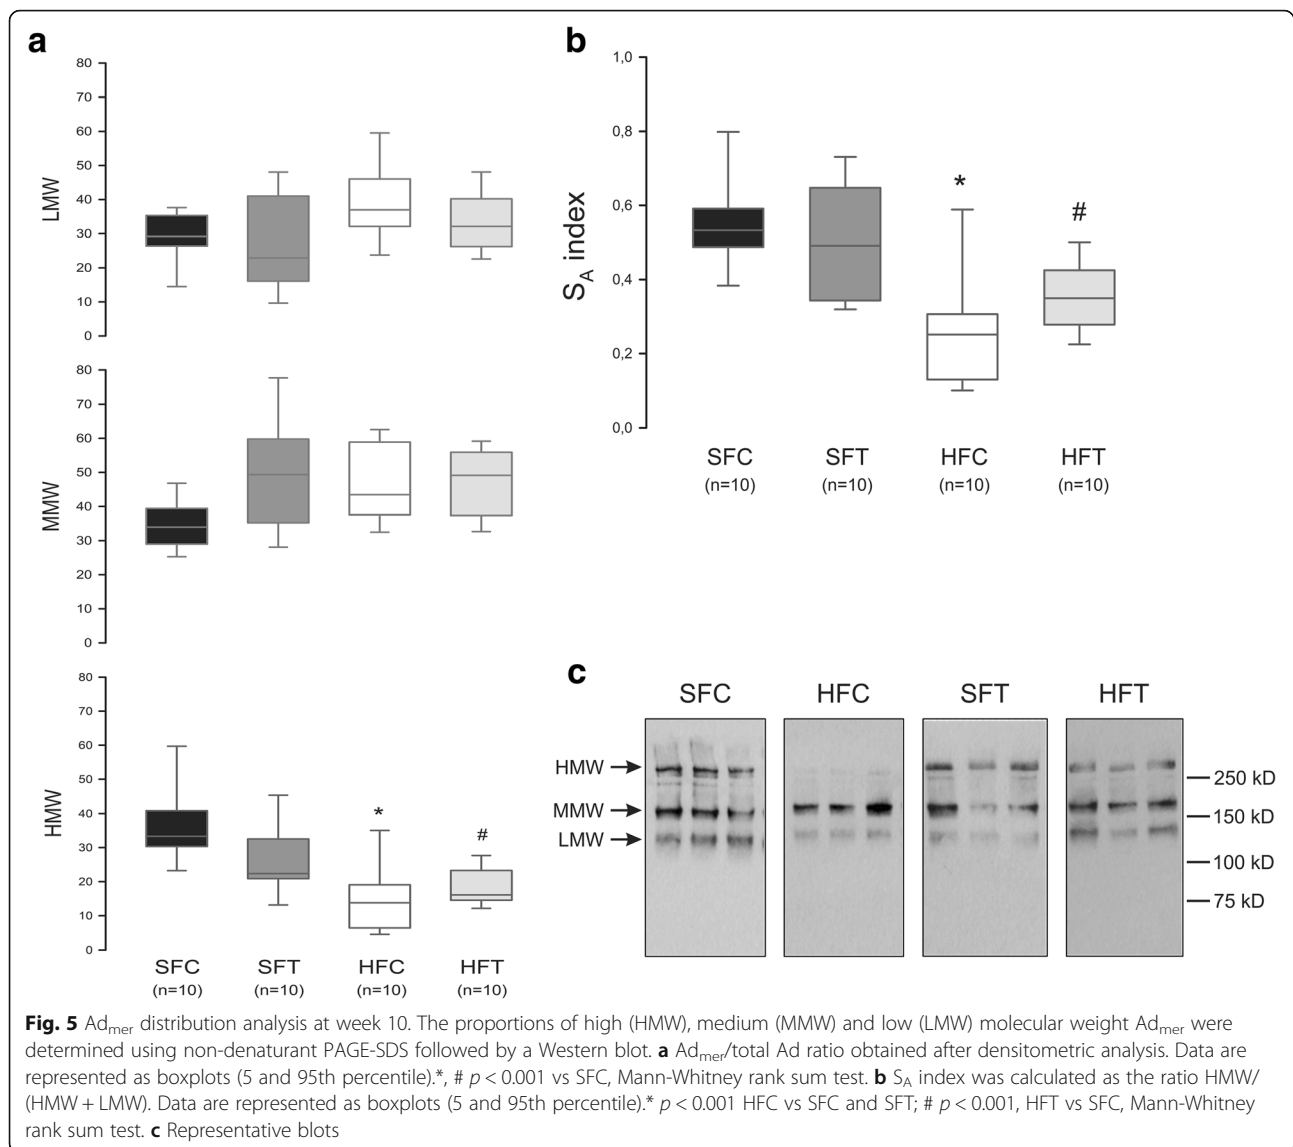 a
80
70
60
50
40
30
20
10
0
LMW
80
70
60
50
40
30
20
10
0
MMW
80
70
60
50
40
30
20
10
0
HMW
*
#
SFC SFT HFC HFT
(n=10) (n=10) (n=10) (n=10)
b
1,0
0,8
0,6
0,4
0,2
0,0
SA index
*
#
SFC SFT HFC HFT
(n=10) (n=10) (n=10) (n=10)
c
SFC HFC SFT HFT
HMW
MMW
LMW
250 kD
150 kD
100 kD
75 kD
Fig. 5 Admer distribution analysis at week 10. The proportions of high (HMW), medium (MMW) and low (LMW) molecular weight Admer were
determined using non-denaturant PAGE-SDS followed by a Western blot. a Admer/total Ad ratio obtained after densitometric analysis. Data are
represented as boxplots (5 and 95th percentile).*, # p < 0.001 vs SFC, Mann-Whitney rank sum test. b SA index was calculated as the ratio HMW/
(HMW + LMW). Data are represented as boxplots (5 and 95th percentile).* p < 0.001 HFC vs SFC and SFT; # p < 0.001, HFT vs SFC, Mann-Whitney
rank sum test. c Representative blots